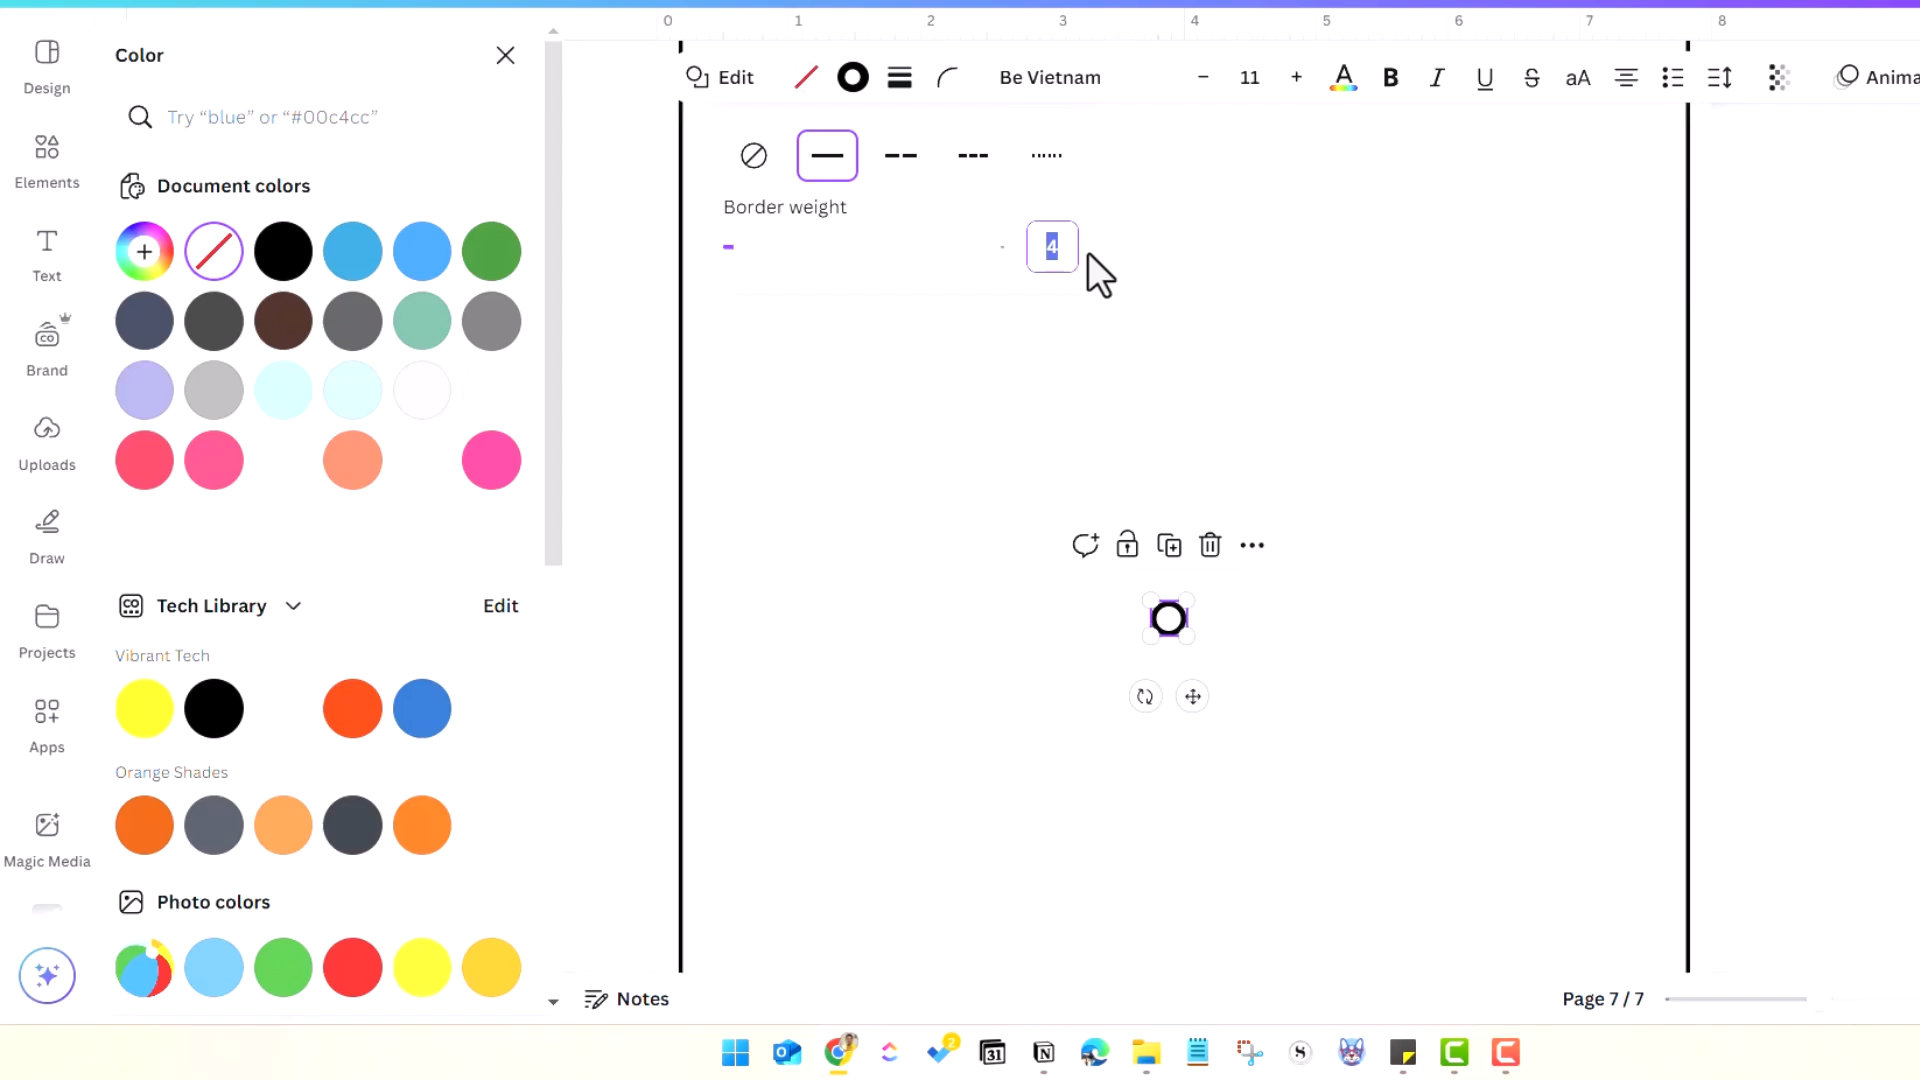 0 1 2 3 4 5 6 7 8
Design
Elements
Text
Brand
Uploads
Draw
Projects
Apps
Magic Media
Color
Try “blue” or “#00c4cc”
Document colors
Tech Library
Edit
Vibrant Tech
Orange Shades
Photo colors
Edit Be Vietnam – 11 + A B I U S aA Anima
Border weight
4
Notes
Page 7 / 7